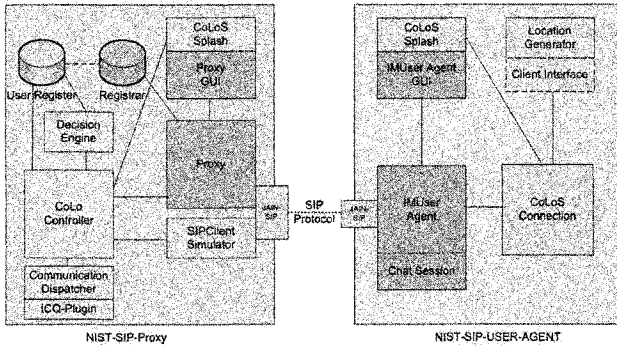 CoLoS
Splash
Proxy
GUI
User Register
Registrar
Decision
Engine
Proxy
CoLo
Controller
SIPClient
Simulator
Communication
Dispatcher
ICQ-Plugin
JAIN-
SIP
NIST-SIP-Proxy
SIP
Protocol
JAIN-
SIP
CoLoS
Splash
IMUser Agent
GUI
Location
Generator
Client Interface
IMUser
Agent
Chat Session
CoLoS
Connection
NIST-SIP-USER-AGENT